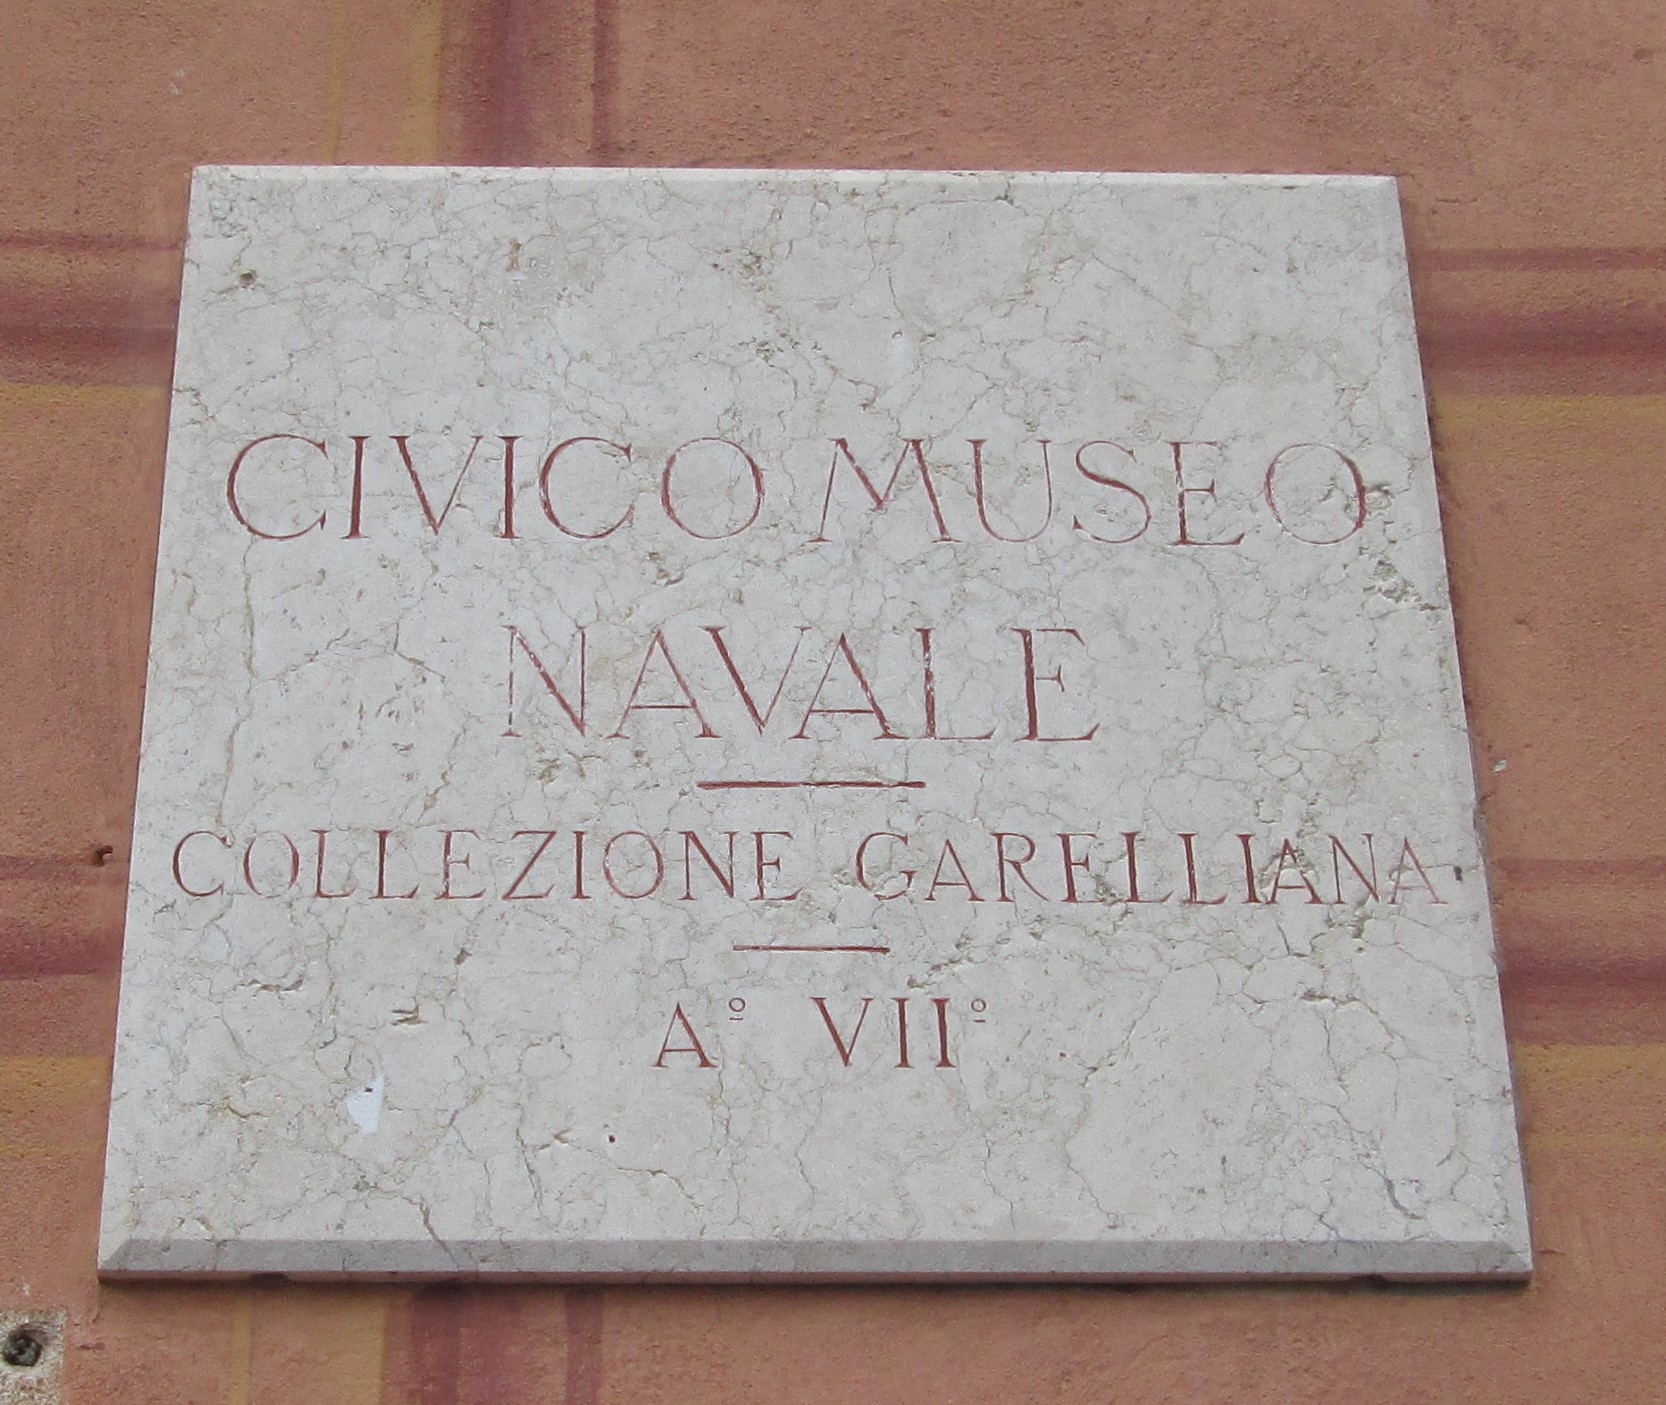 CIVICO MUSEO
NAVALE
COLLEZIONE GARELLIANA
Aº VIIº